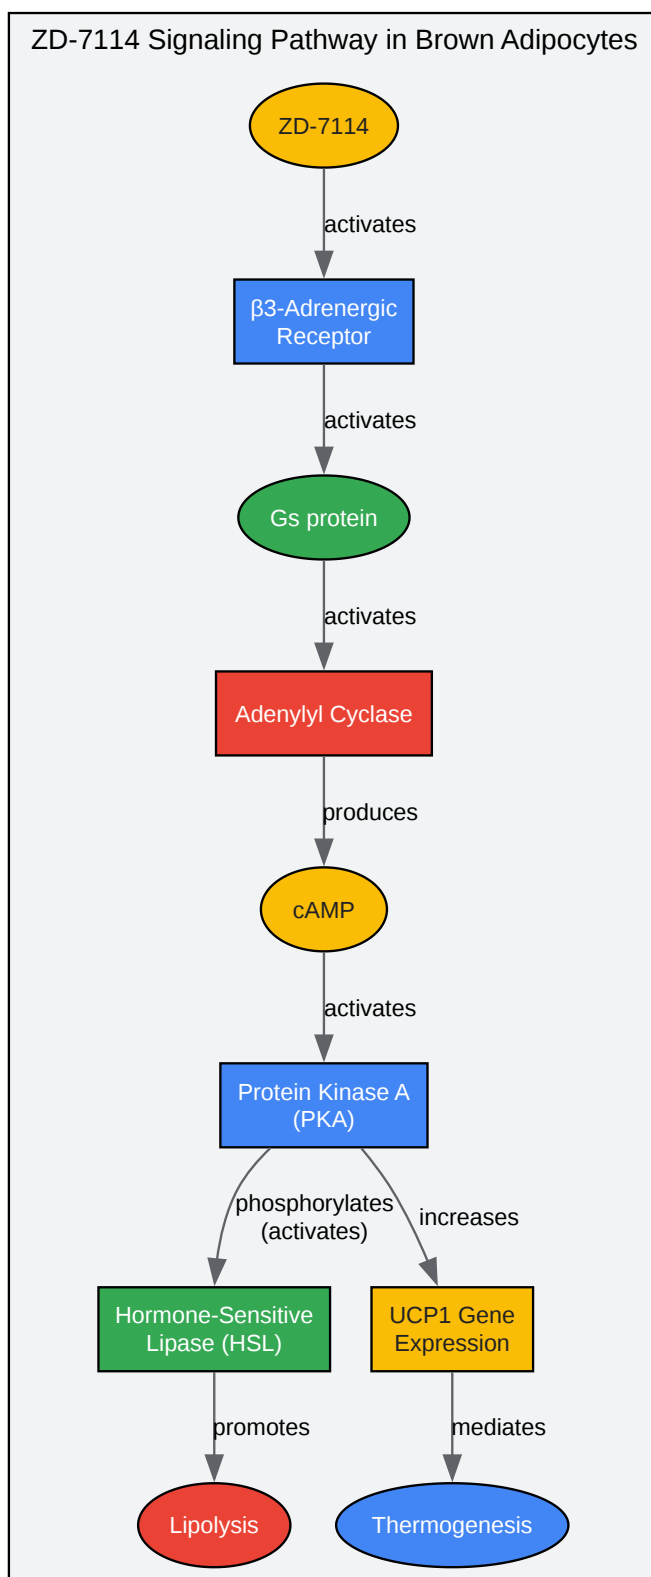 ZD-7114 Signaling Pathway in Brown Adipocytes
ZD-7114
activates
β3-Adrenergic
Receptor
activates
Gs protein
activates
Adenylyl Cyclase
produces
cAMP
activates
Protein Kinase A
(PKA)
phosphorylates
(activates)
increases
Hormone-Sensitive
Lipase (HSL)
UCP1 Gene
Expression
promotes
mediates
Lipolysis
Thermogenesis